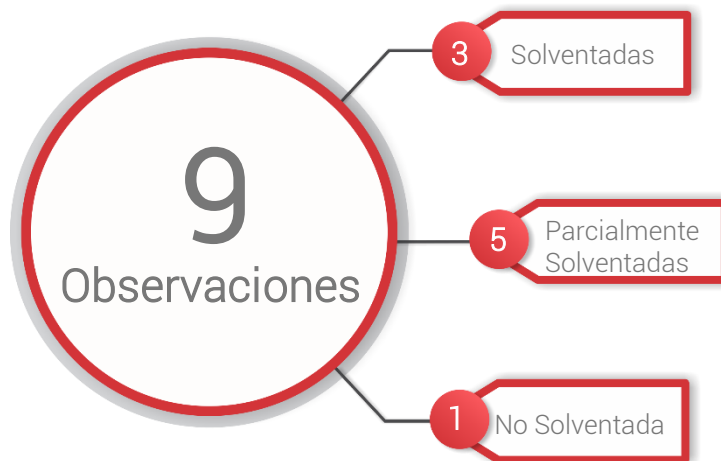 9
Observaciones
3
Solventadas
5
Parcialmente
Solventadas
1
No Solventada